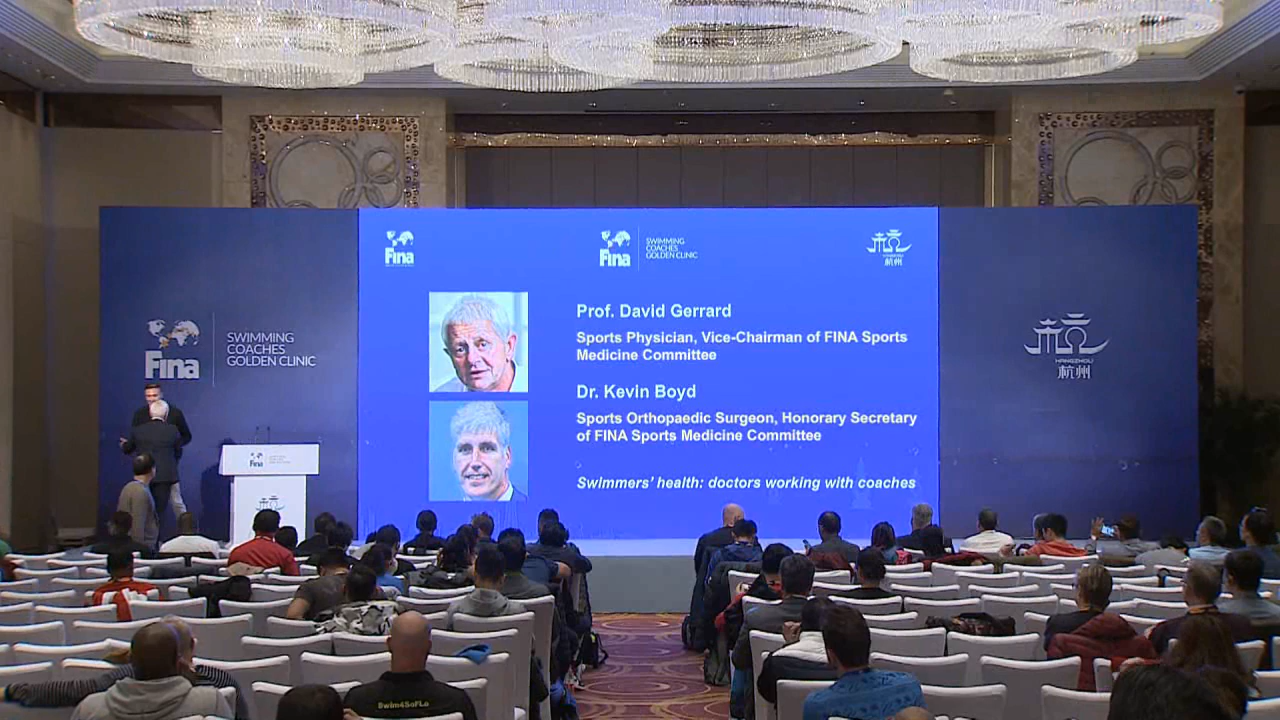 Fina
Fina
SWIMMING
COACHES
GOLDEN CLINIC
杭州
Prof. David Gerrard
Sports Physician, Vice-Chairman of FINA Sports
Medicine Committee
Dr. Kevin Boyd
Sports Orthopaedic Surgeon, Honorary Secretary
of FINA Sports Medicine Committee
Swimmers' health: doctors working with coaches
Fina
SWIMMING
COACHES
GOLDEN CLINIC
HANGZHOU
杭州
Fina
Swim4SoFLo